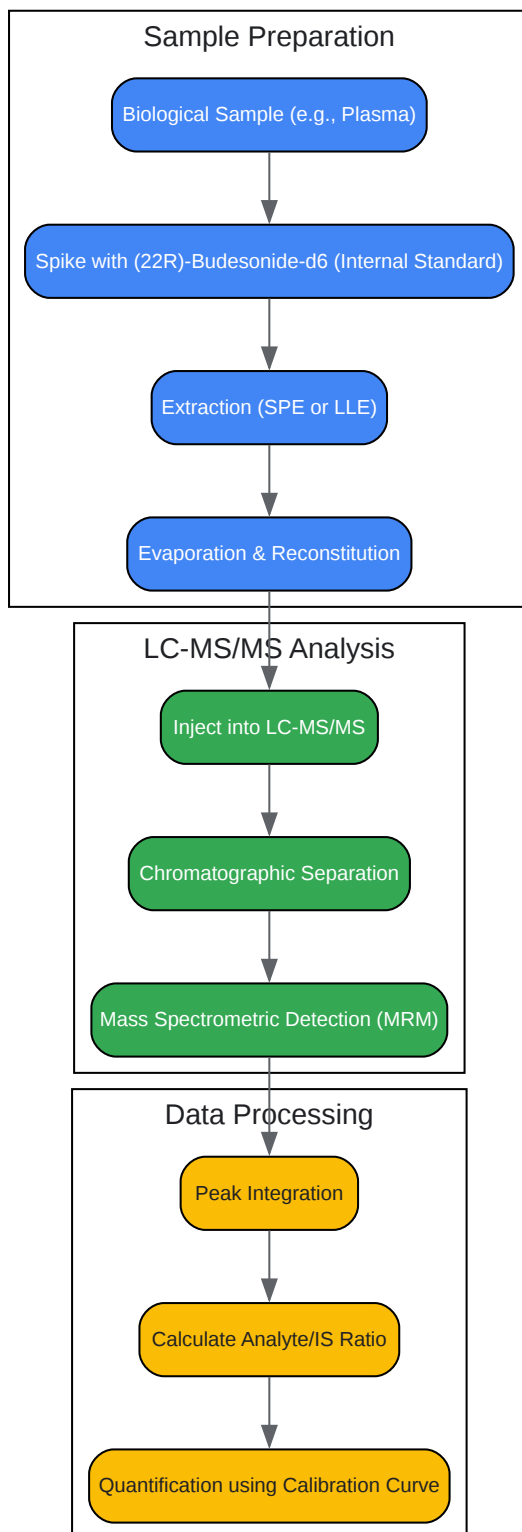 Sample Preparation
Biological Sample (e.g., Plasma)
Spike with (22R)-Budesonide-d6 (Internal Standard)
Extraction (SPE or LLE)
Evaporation & Reconstitution
LC-MS/MS Analysis
Inject into LC-MS/MS
Chromatographic Separation
Mass Spectrometric Detection (MRM)
Data Processing
Peak Integration
Calculate Analyte/IS Ratio
Quantification using Calibration Curve